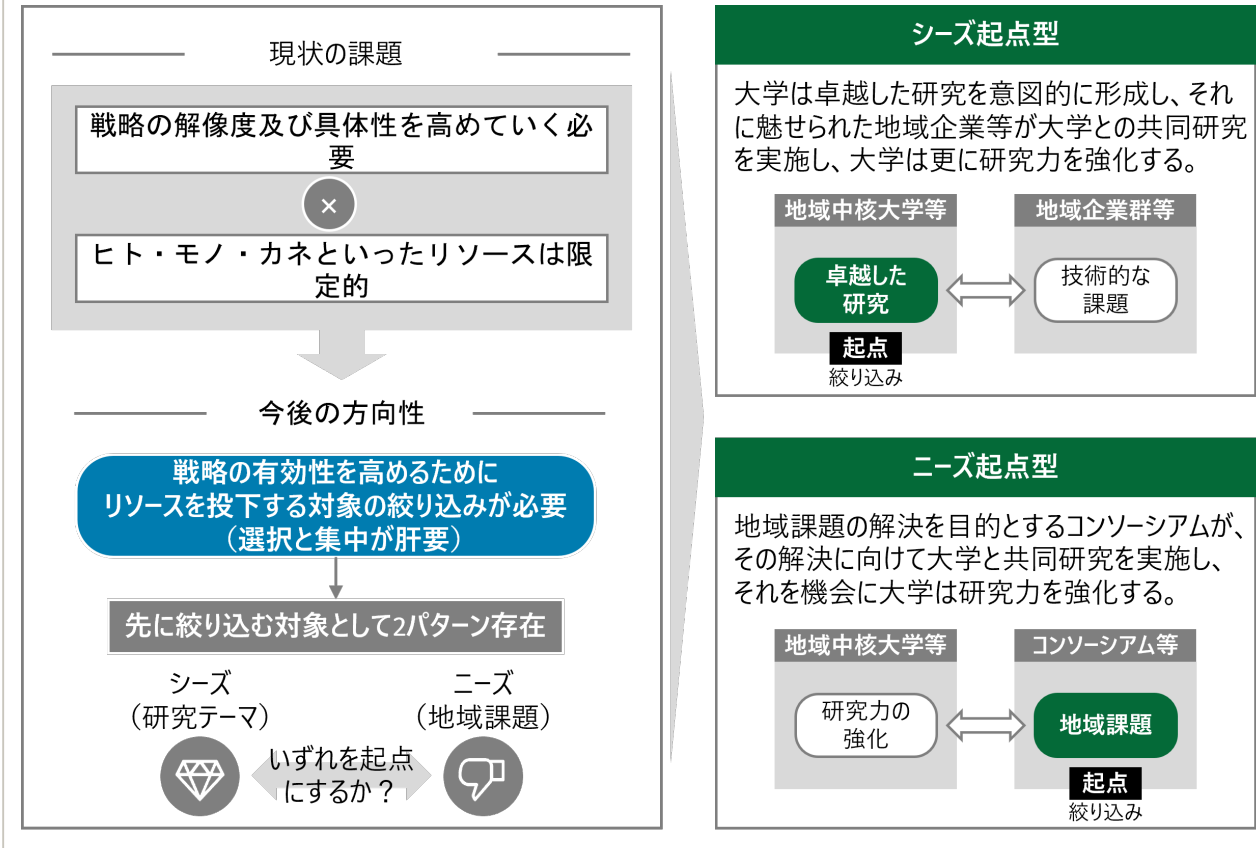 現状の課題
戦略の解像度及び具体性を高めていく必
要
×
ヒト・モノ・カネといったリソースは限
定的
今後の方向性
戦略の有効性を高めるために
リソースを投下する対象の絞り込みが必要
（選択と集中が肝要）
先に絞り込む対象として2パターン存在
シーズ
（研究テーマ）
ニーズ
（地域課題）
いずれを起点
にするか？
シーズ起点型
大学は卓越した研究を意図的に形成し、それ
に魅せられた地域企業等が大学との共同研究
を実施し、大学は更に研究力を強化する。
地域中核大学等
地域企業群等
卓越した
研究
技術的な
課題
起点
絞り込み
ニーズ起点型
地域課題の解決を目的とするコンソーシアムが、
その解決に向けて大学と共同研究を実施し、
それを機会に大学は研究力を強化する。
地域中核大学等
コンソーシアム等
研究力の
強化
地域課題
起点
絞り込み